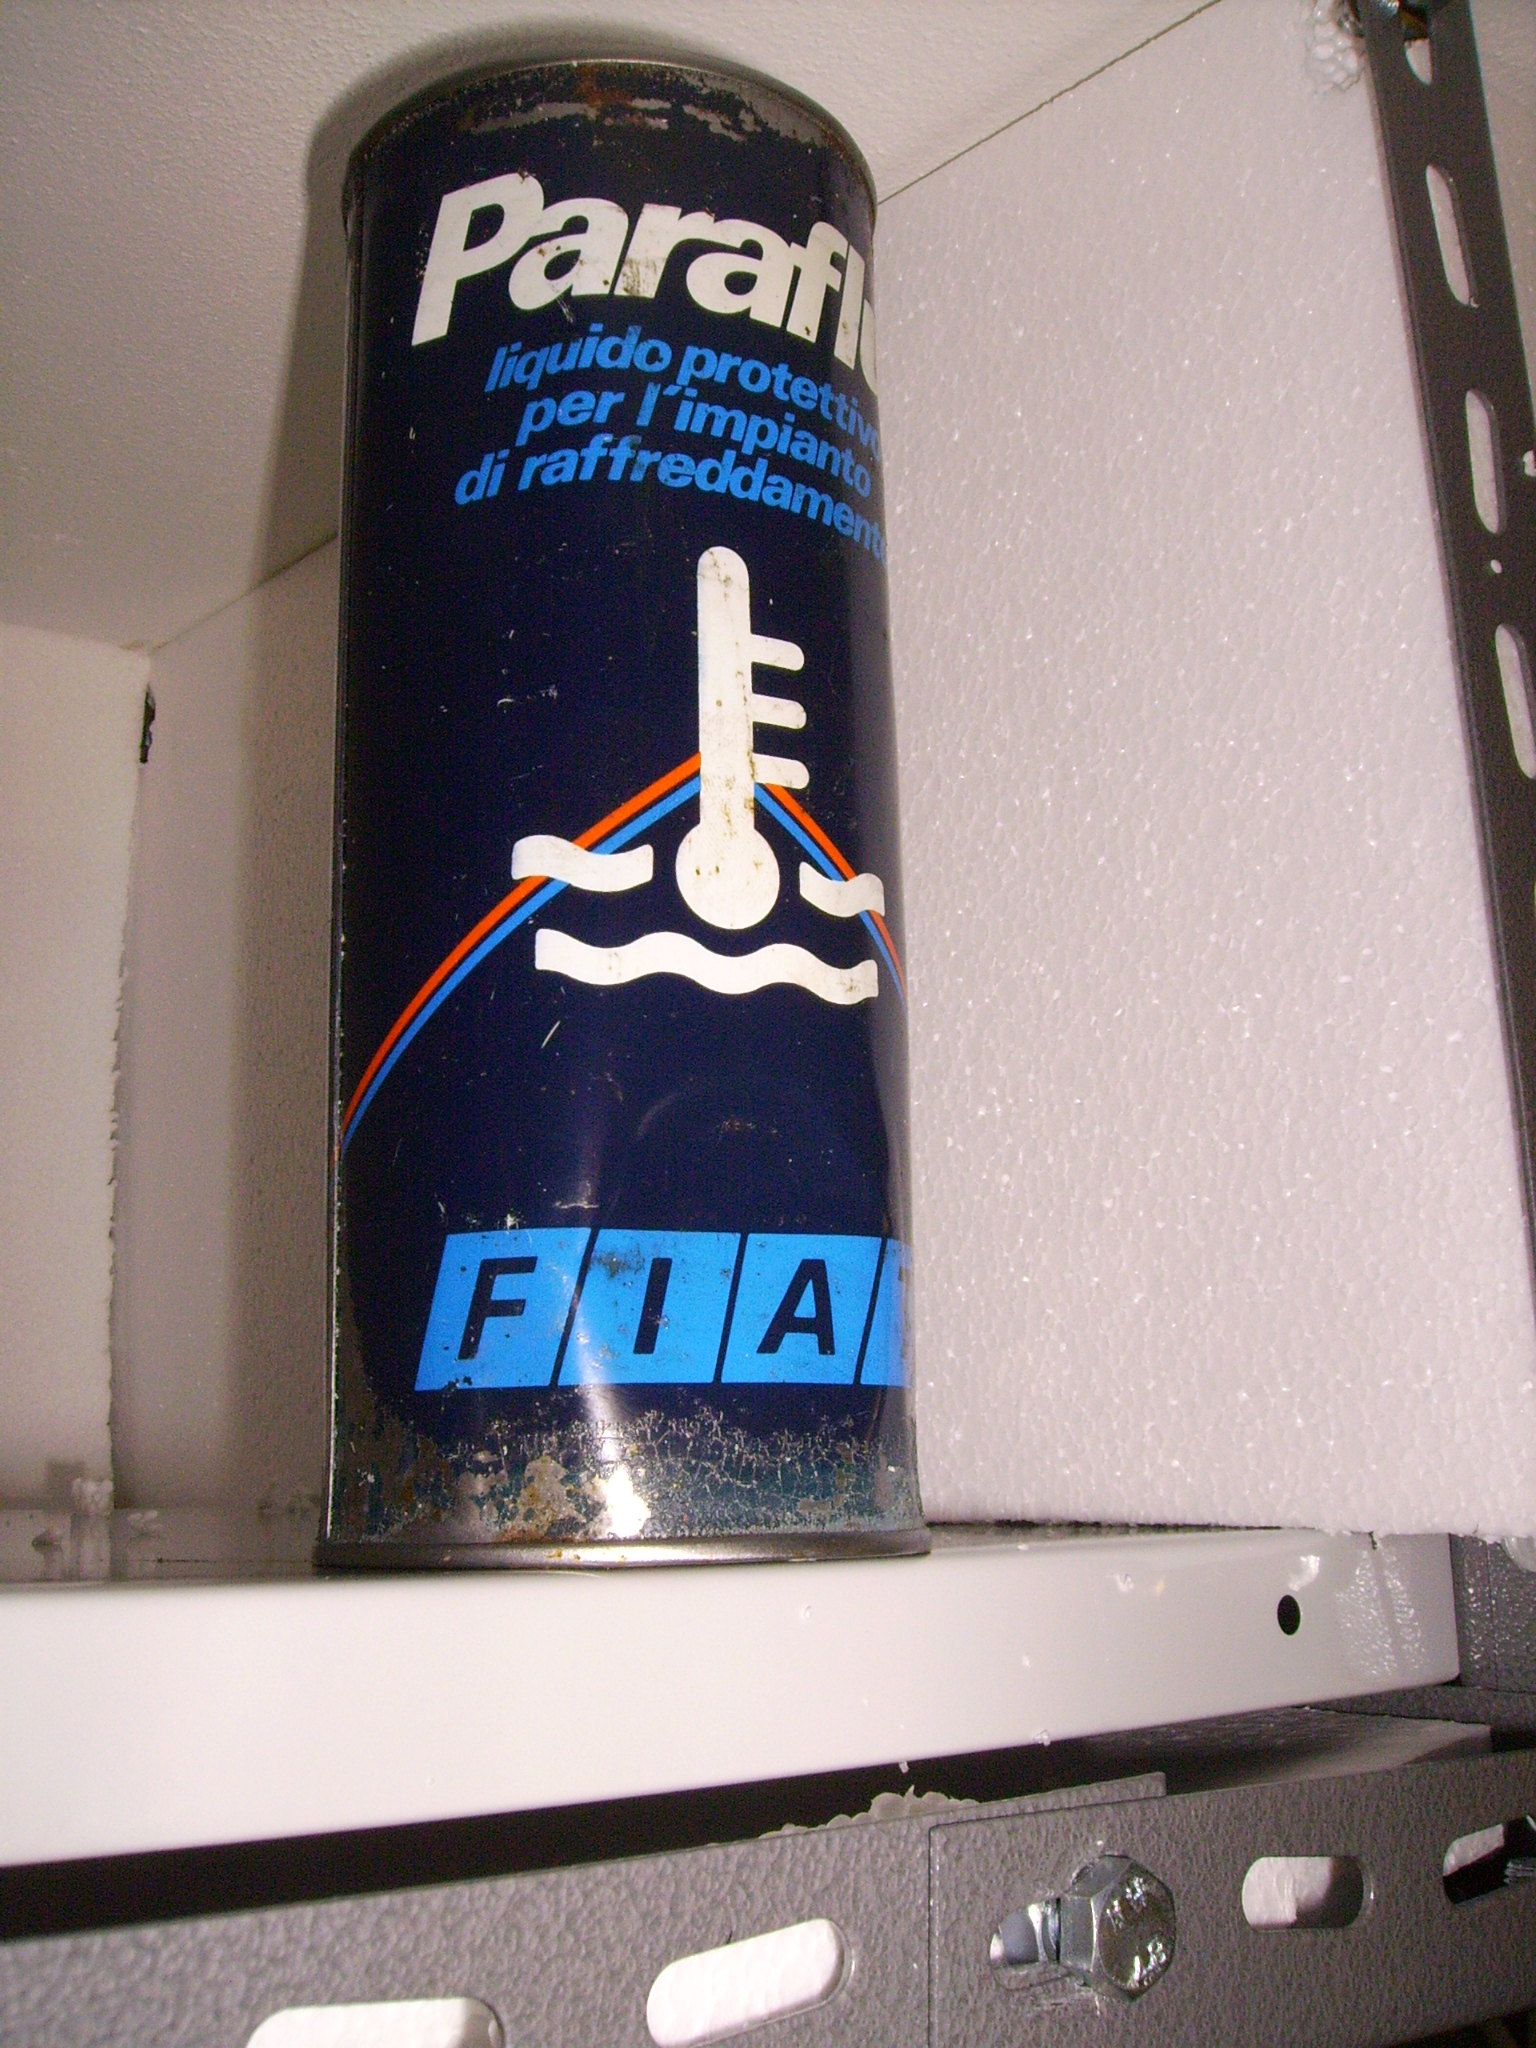 Paraflu
liquido protettivo
per l'impianto
di raffreddamento
FIAT